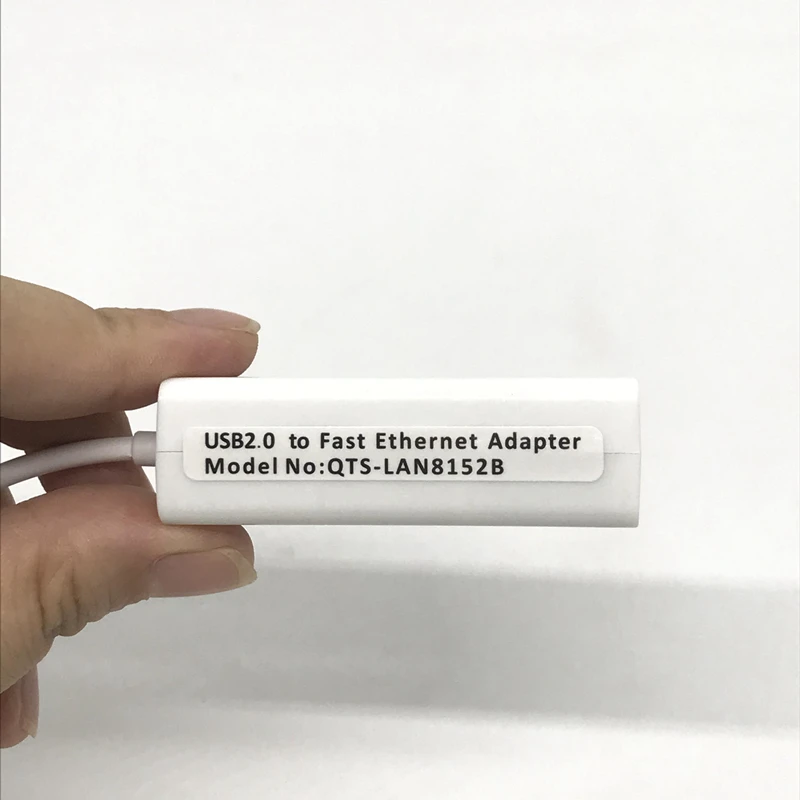 USB2.0 to Fast Ethernet Adapter
Model No:QTS-LAN8152B